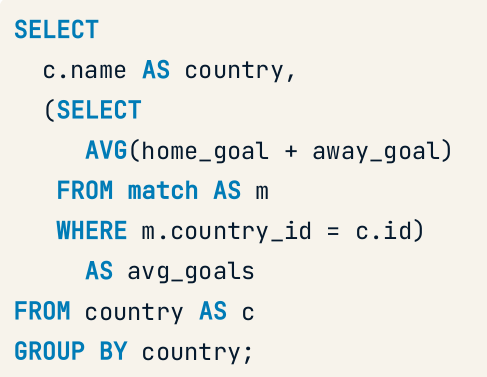 SELECT
c.name AS country,
(SELECT
AVG(home_goal + away_goal)
FROM match AS m
WHERE m.country_id = c.id)
AS avg_goals
FROM country AS c
GROUP BY country;